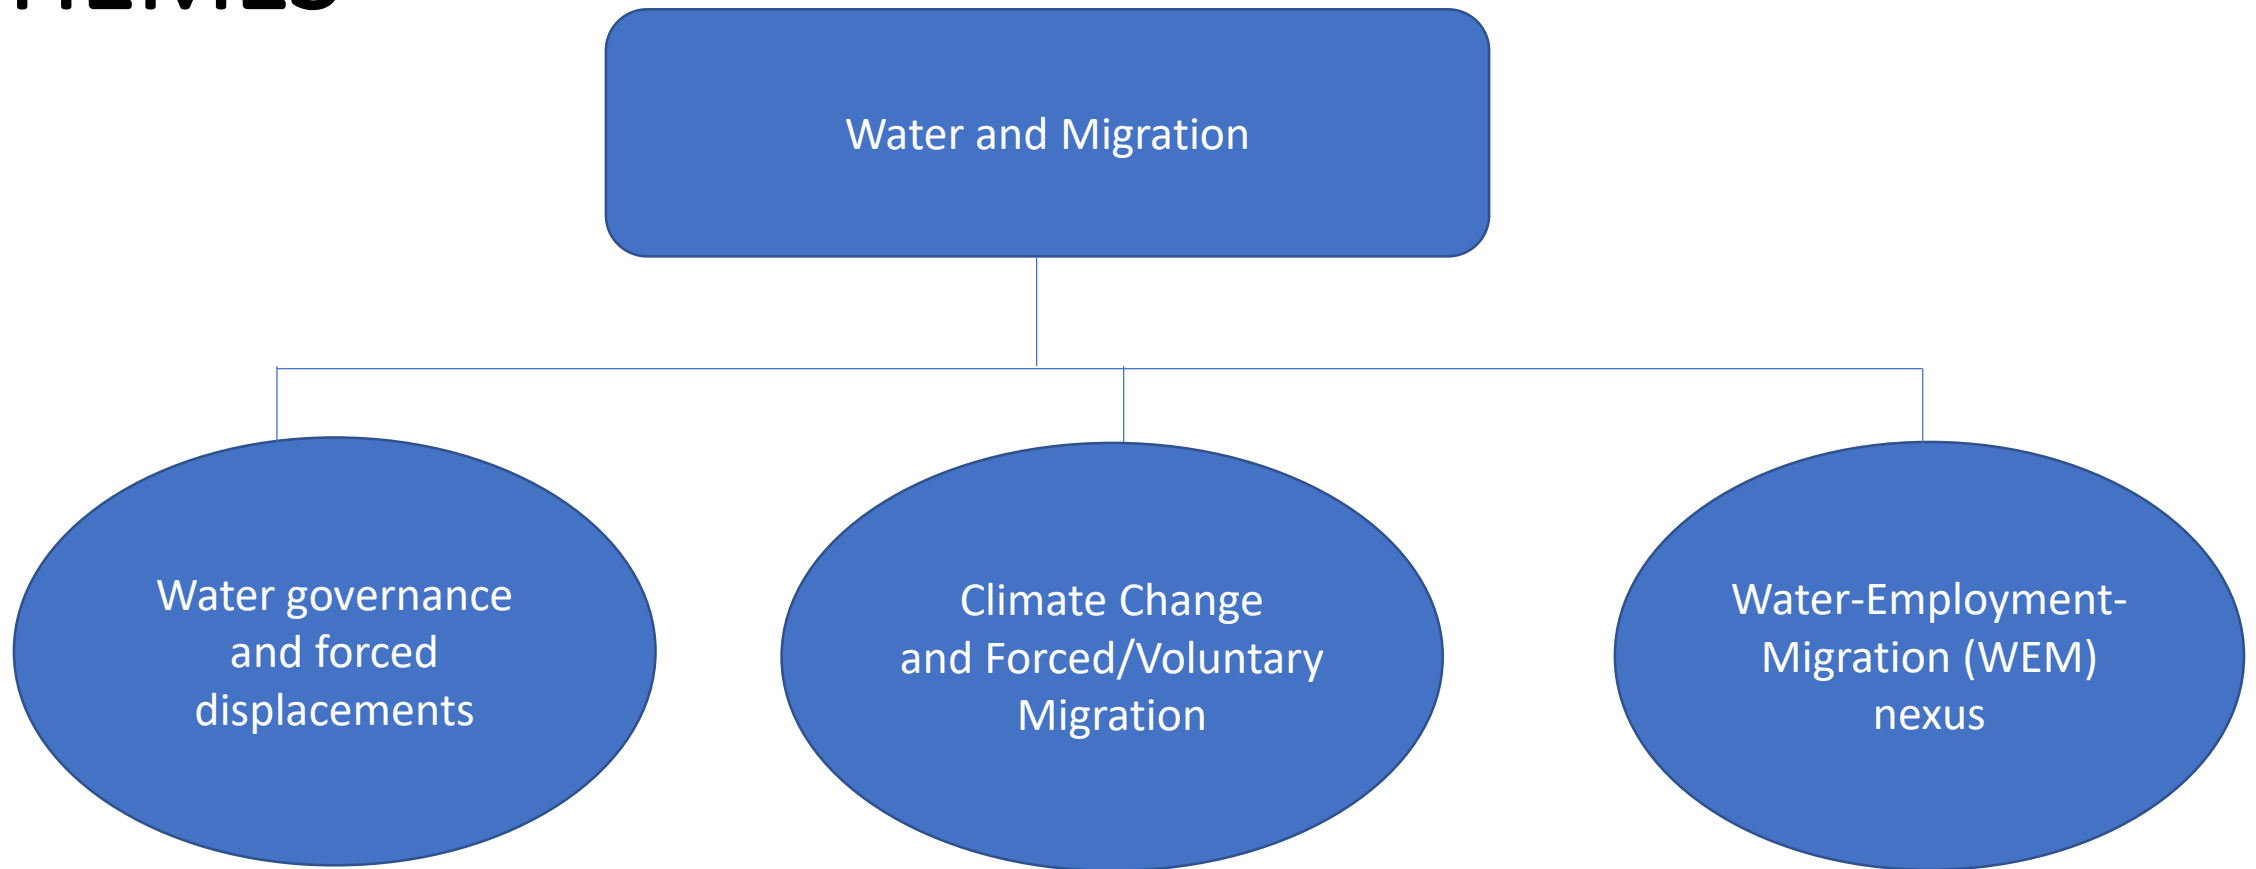 Water and Migration
Water governance
and forced
displacements
Climate Change
and Forced/Voluntary
Migration
Water-Employment-
Migration (WEM)
nexus